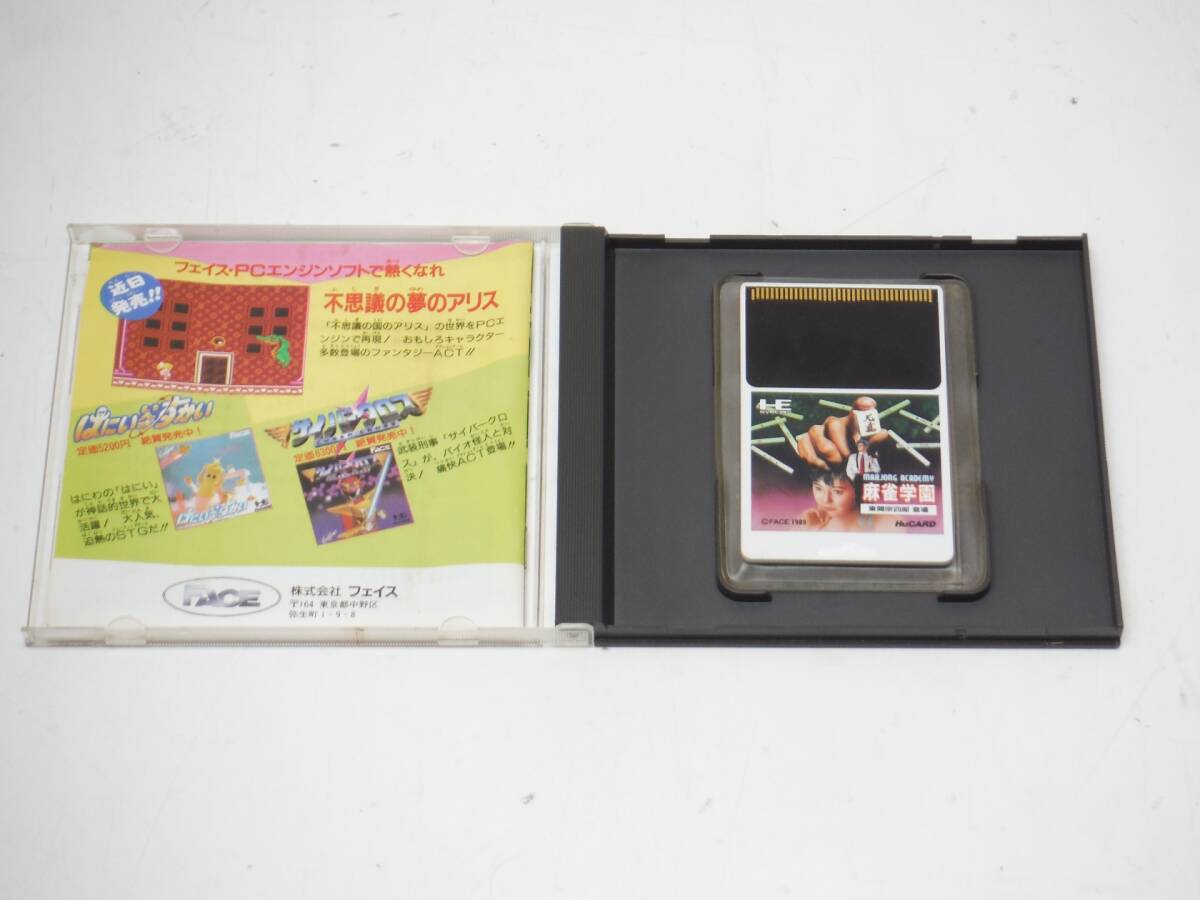 フェイス・PCエンジンソフトで熱くなれ
近日
発売!!
不思議の夢のアリス
「不思議の国のアリス」の世界をPCエ
ンジンで再現! おもしろキャラクター
多数登場のファンタジーACT!!
はにいいんざすかい
定価5200円 絶賛発売中!
サイバークロス
定価6300円 絶賛発売中!
武装刑事「サイバークロ
ス」が、バイオ怪人と対
決! 痛快ACT登場!!
はにわの「はにい」
が神話的世界で大
活躍! 大人気、
迫熱のSTGだ!!
FACE
株式会社 フェイス
〒164 東京都中野区
弥生町1-9-8
MAHJONG ACADEMY
麻雀学園
東間宗四郎 登場
©FACE 1989
HuCARD